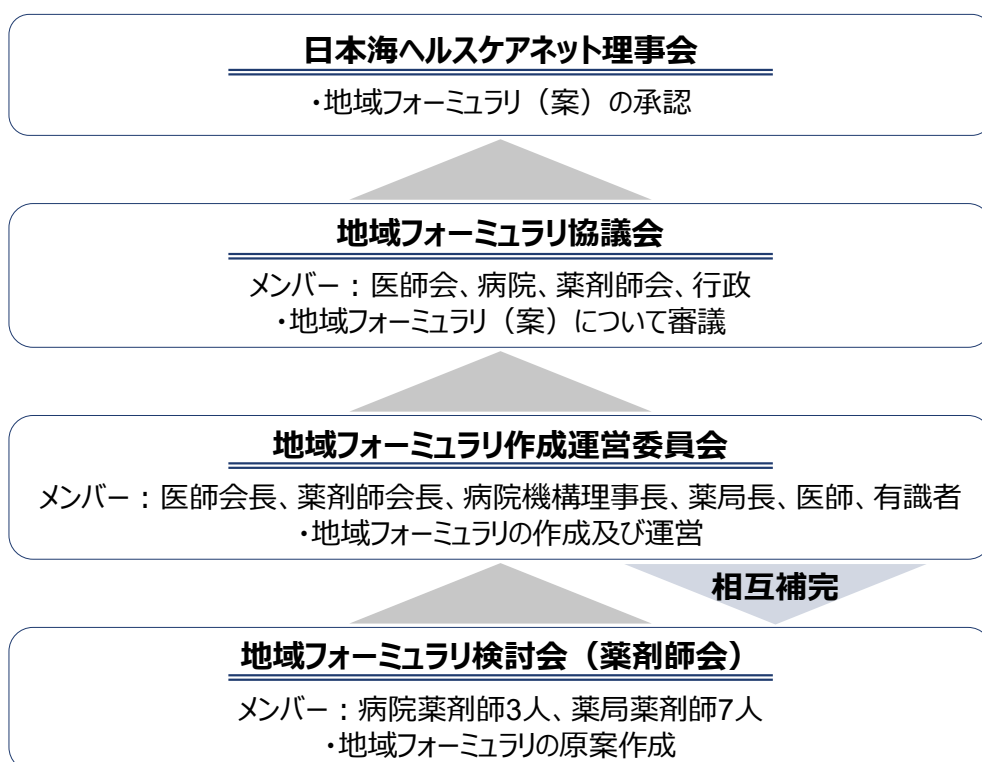 日本海ヘルスケアネット理事会
・地域フォーミュラリ（案）の承認
地域フォーミュラリ協議会
メンバー：医師会、病院、薬剤師会、行政
・地域フォーミュラリ（案）について審議
地域フォーミュラリ作成運営委員会
メンバー：医師会長、薬剤師会長、病院機構理事長、薬局長、医師、有識者
・地域フォーミュラリの作成及び運営
相互補完
地域フォーミュラリ検討会（薬剤師会）
メンバー：病院薬剤師3人、薬局薬剤師7人
・地域フォーミュラリの原案作成